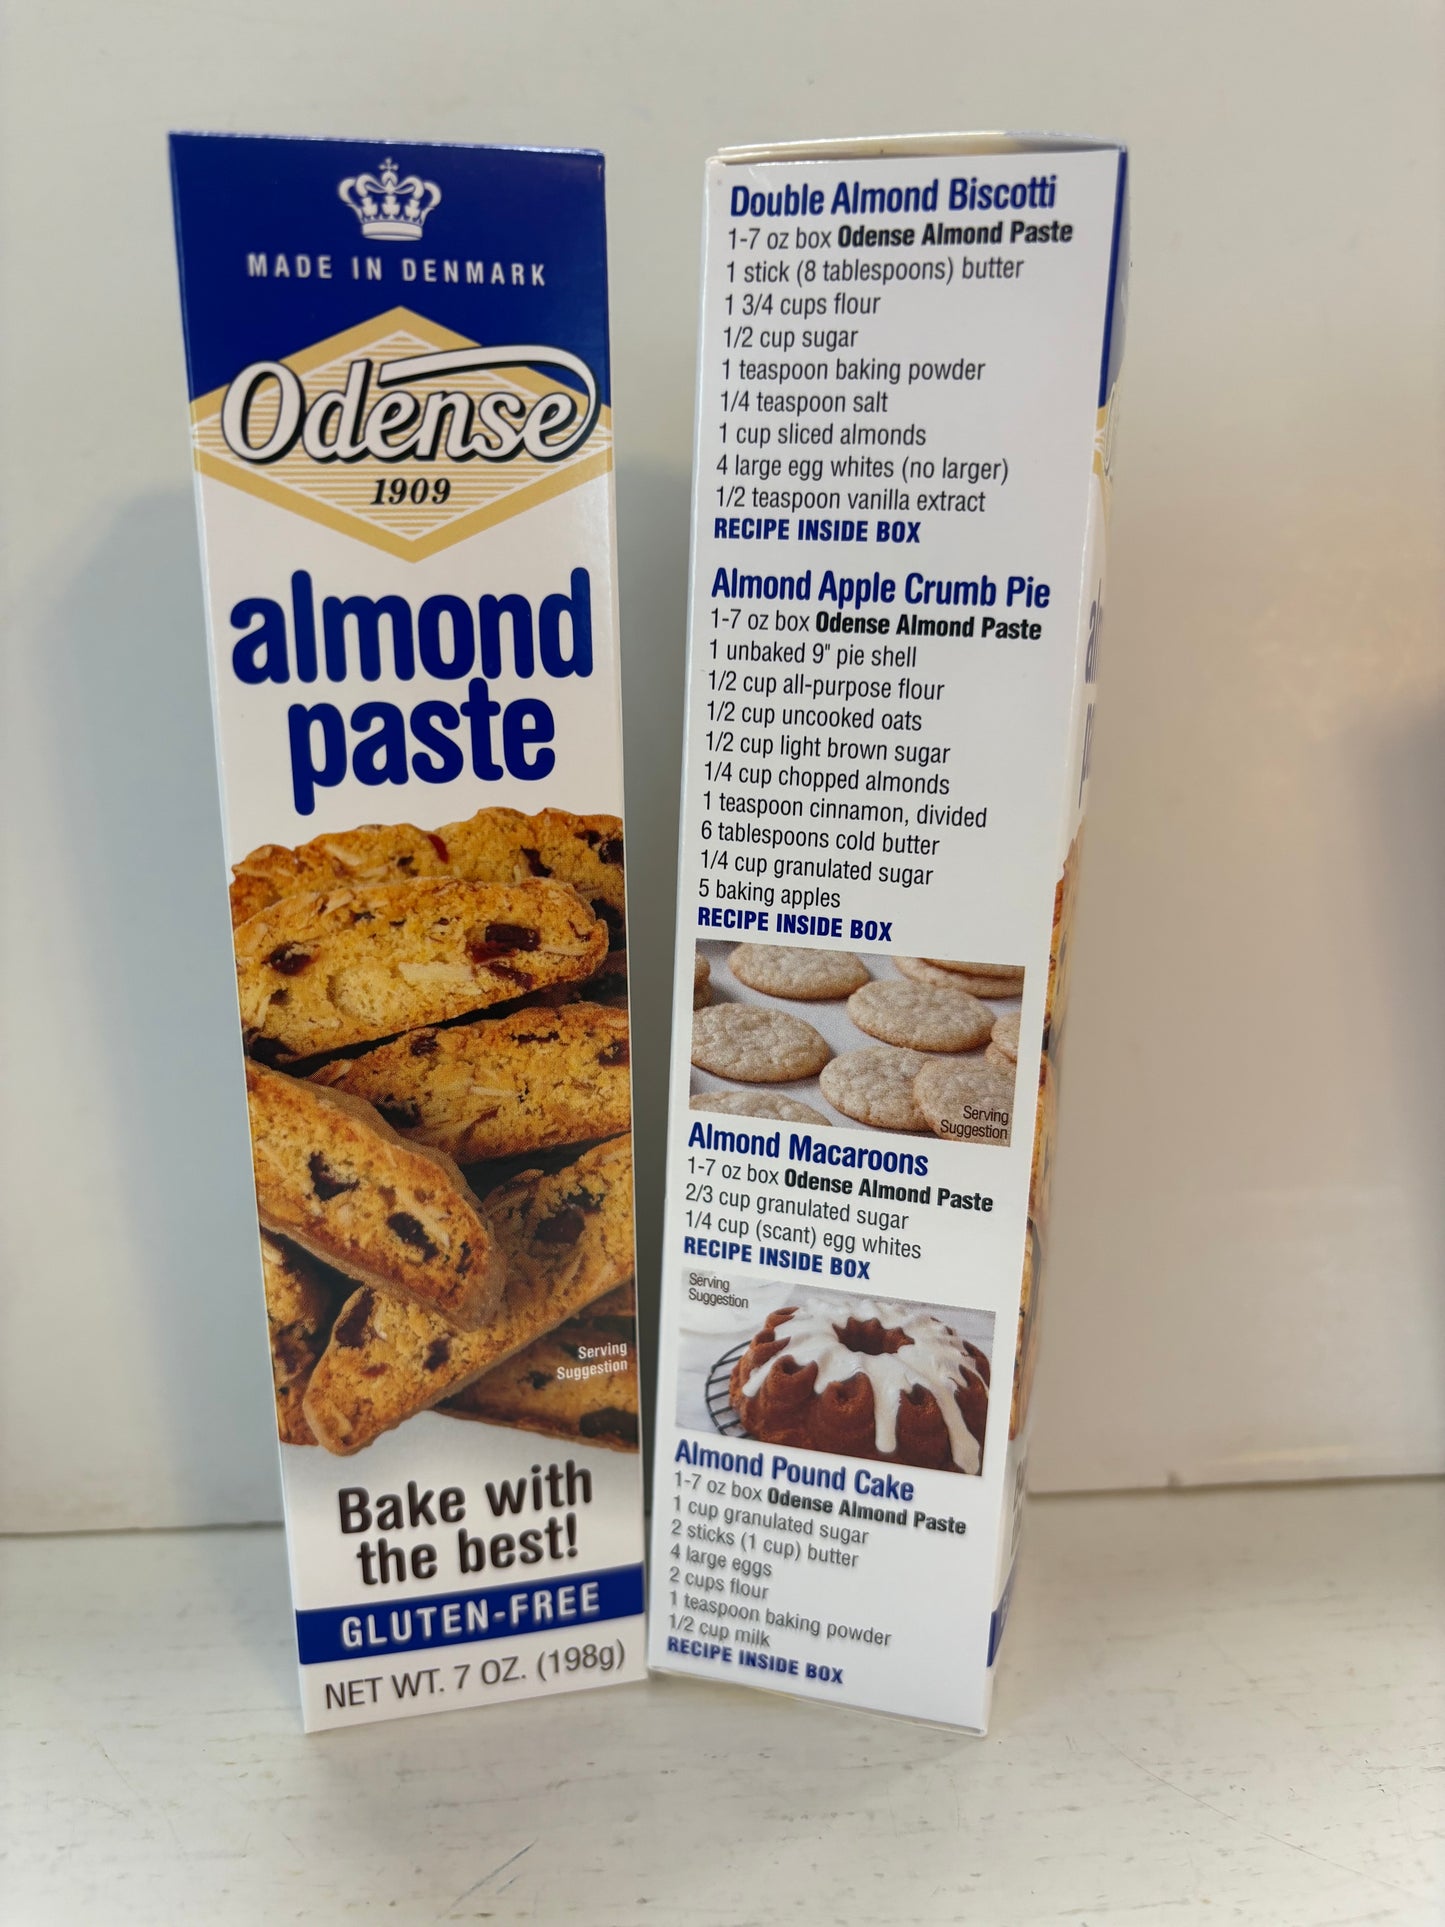 MADE IN DENMARK
Odense
1909
almond
paste
Serving
Suggestion
Bake with
the best!
GLUTEN-FREE
NET WT. 7 OZ. (198g)
Double Almond Biscotti
1-7 oz box Odense Almond Paste
1 stick (8 tablespoons) butter
1 3/4 cups flour
1/2 cup sugar
1 teaspoon baking powder
1/4 teaspoon salt
1 cup sliced almonds
4 large egg whites (no larger)
1/2 teaspoon vanilla extract
RECIPE INSIDE BOX
Almond Apple Crumb Pie
1-7 oz box Odense Almond Paste
1 unbaked 9" pie shell
1/2 cup all-purpose flour
1/2 cup uncooked oats
1/2 cup light brown sugar
1/4 cup chopped almonds
1 teaspoon cinnamon, divided
6 tablespoons cold butter
1/4 cup granulated sugar
5 baking apples
RECIPE INSIDE BOX
Serving
Suggestion
Almond Macaroons
1-7 oz box Odense Almond Paste
2/3 cup granulated sugar
1/4 cup (scant) egg whites
RECIPE INSIDE BOX
Serving
Suggestion
Almond Pound Cake
1-7 oz box Odense Almond Paste
1 cup granulated sugar
2 sticks (1 cup) butter
4 large eggs
2 cups flour
1 teaspoon baking powder
1/2 cup milk
RECIPE INSIDE BOX